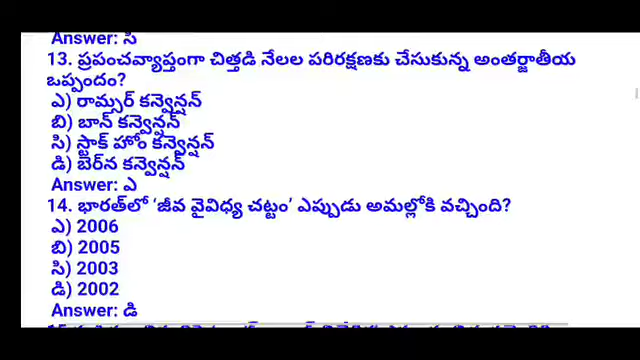 Answer: సి
13. ప్రపంచవ్యాప్తంగా చిత్తడి నేలల పరిరక్షణకు చేసుకున్న అంతర్జాతీయ
ఒప్పందం?
ఎ) రామ్సర్ కన్వెన్షన్
బి) బాన్ కన్వెన్షన్
సి) స్టాక్ హోం కన్వెన్షన్
డి) బెర్‌న కన్వెన్షన్
Answer: ఎ
14. భారత్‌లో ‘జీవ వైవిధ్య చట్టం’ ఎప్పుడు అమల్లోకి వచ్చింది?
ఎ) 2006
బి) 2005
సి) 2003
డి) 2002
Answer: డి